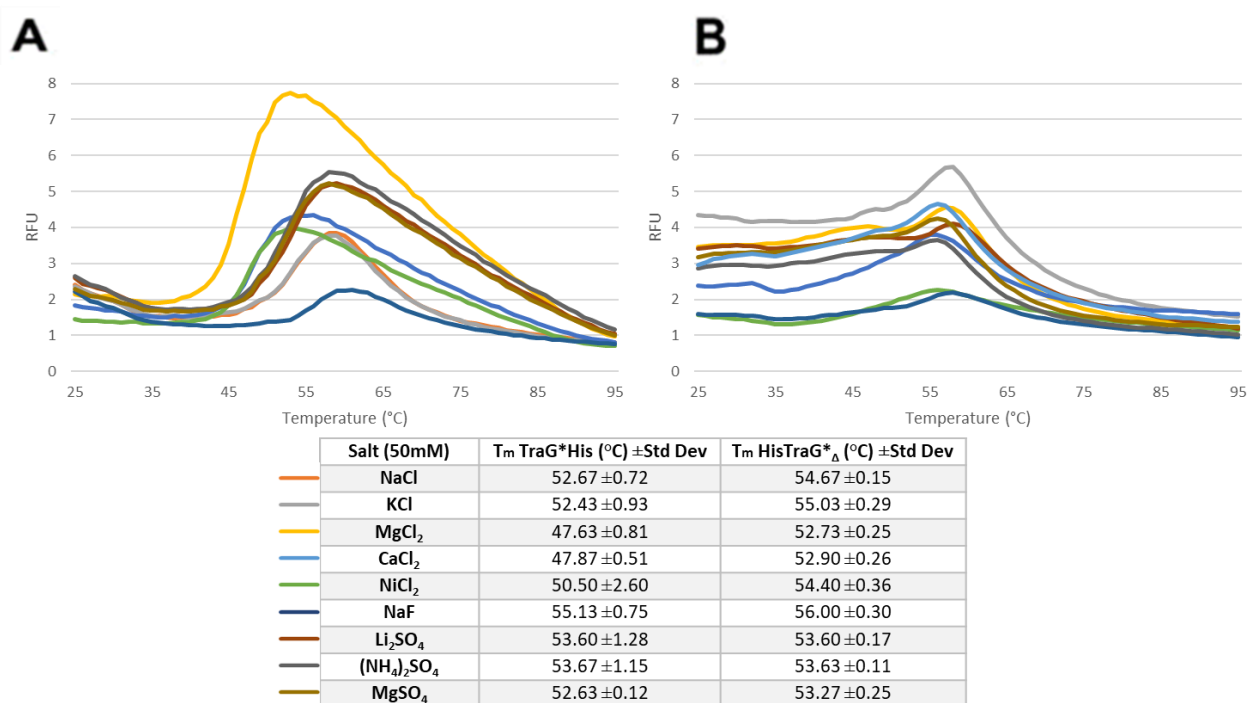 A
B
8
7
6
5
4
3
2
1
0
RFU
25 35 45 55 65 75 85 95
Temperature (°C)
8
7
6
5
4
3
2
1
0
RFU
25 35 45 55 65 75 85 95
Temperature (°C)
Salt (50mM) Tm TraG*His (°C) ±Std Dev Tm HisTraG*Δ (°C) ±Std Dev
NaCl 52.67 ±0.72 54.67 ±0.15
KCl 52.43 ±0.93 55.03 ±0.29
MgCl₂ 47.63 ±0.81 52.73 ±0.25
CaCl₂ 47.87 ±0.51 52.90 ±0.26
NiCl₂ 50.50 ±2.60 54.40 ±0.36
NaF 55.13 ±0.75 56.00 ±0.30
Li₂SO₄ 53.60 ±1.28 53.60 ±0.17
(NH₄)₂SO₄ 53.67 ±1.15 53.63 ±0.11
MgSO₄ 52.63 ±0.12 53.27 ±0.25